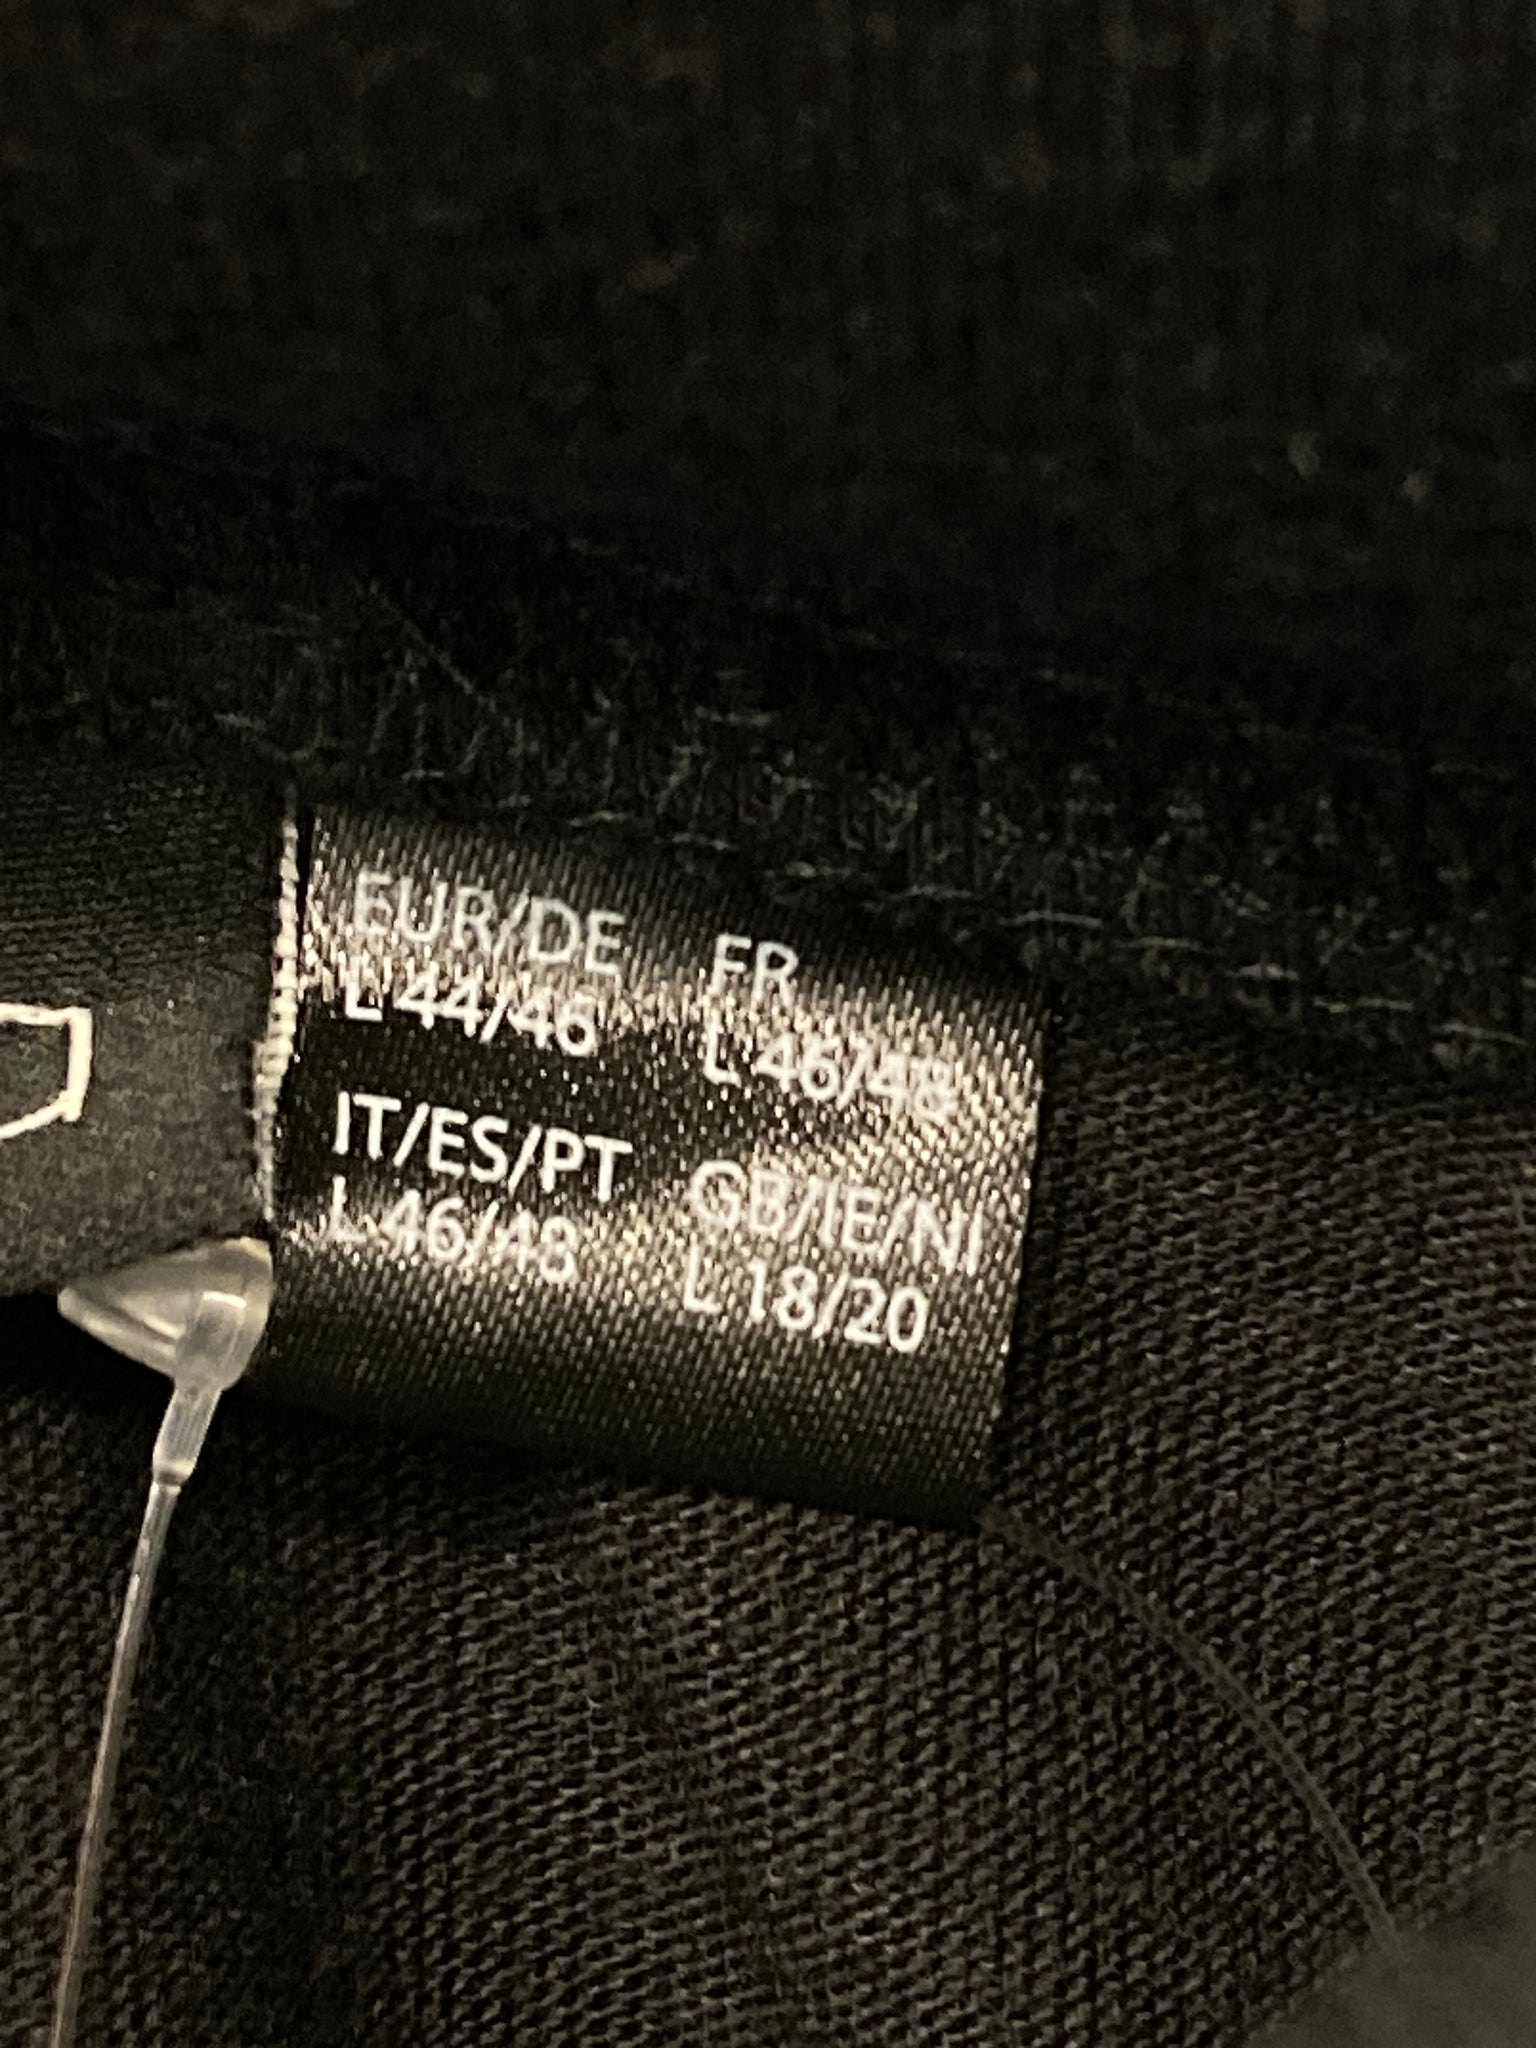 EUR/DE FR
L 44/46 L 46/48
IT/ES/PT GB/IE/NI
L 46/48 L 18/20